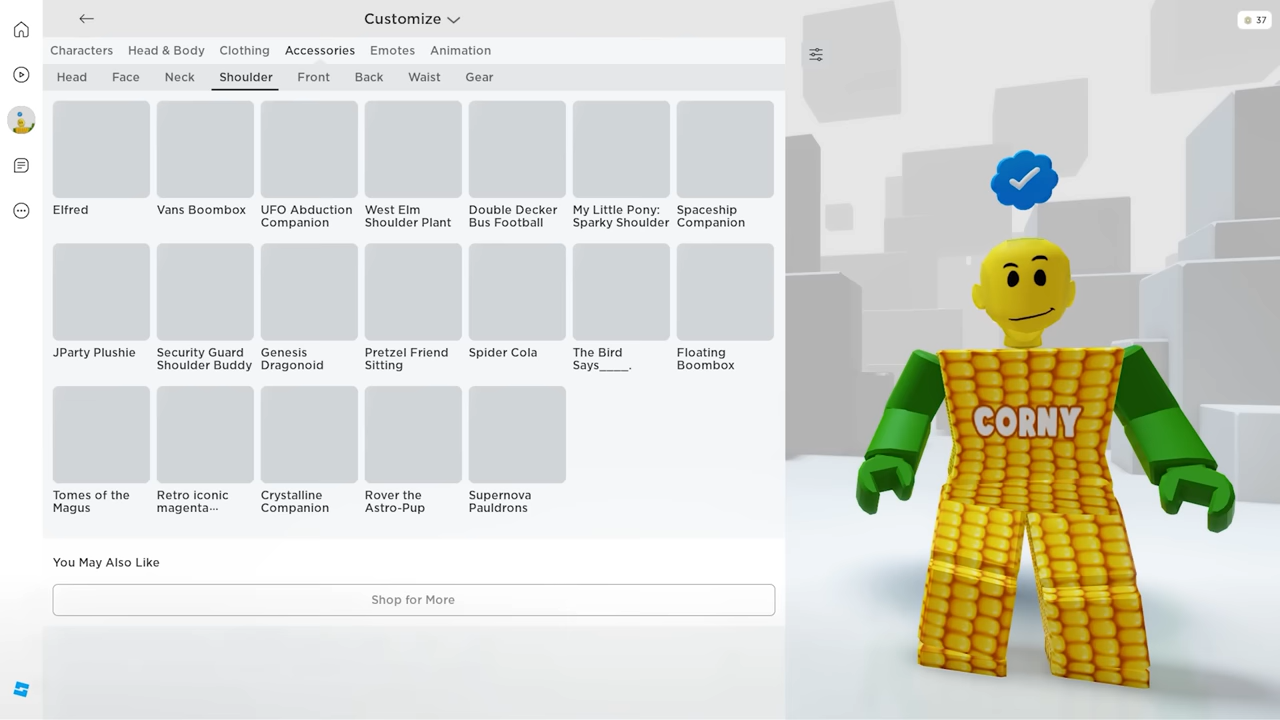 Customize
37
Characters Head & Body Clothing Accessories Emotes Animation
Head Face Neck Shoulder Front Back Waist Gear
Elfred
Vans Boombox
UFO Abduction
Companion
West Elm
Shoulder Plant
Double Decker
Bus Football
My Little Pony:
Sparky Shoulder
Spaceship
Companion
JParty Plushie
Security Guard
Shoulder Buddy
Genesis
Dragonoid
Pretzel Friend
Sitting
Spider Cola
The Bird
Says____.
Floating
Boombox
Tomes of the
Magus
Retro iconic
magenta...
Crystalline
Companion
Rover the
Astro-Pup
Supernova
Pauldrons
You May Also Like
Shop for More
CORNY